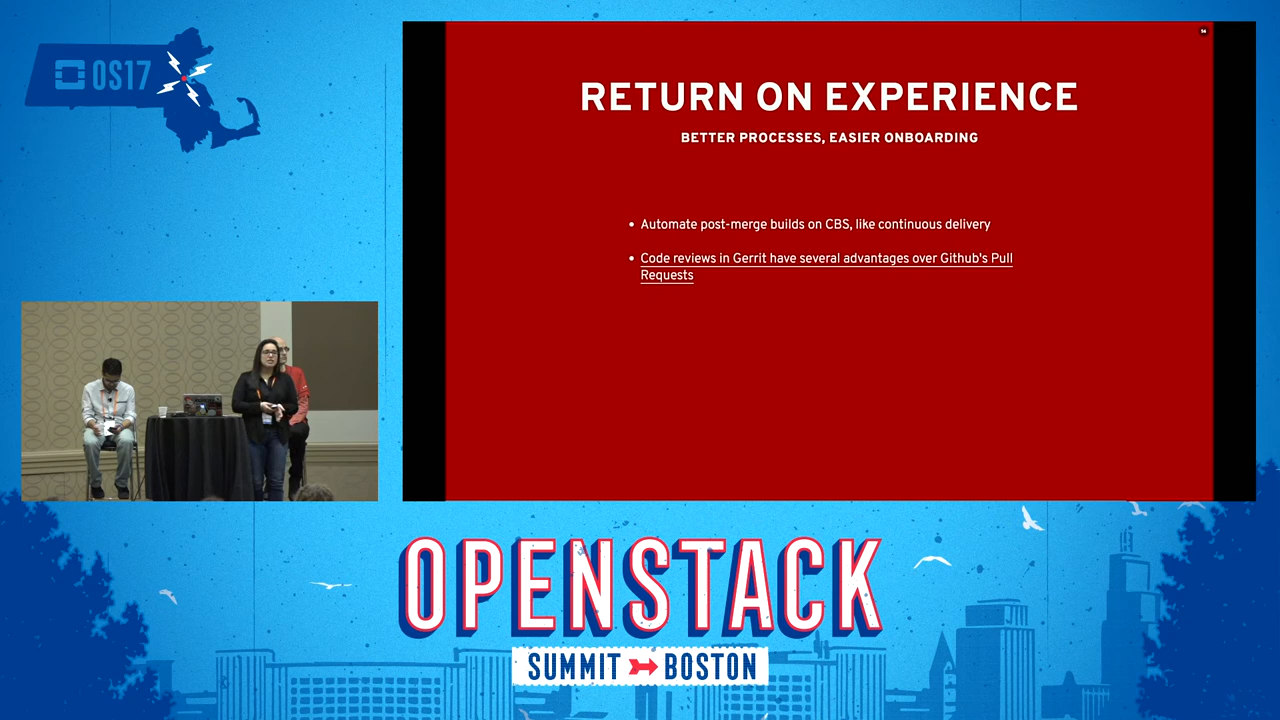 OS17
56
RETURN ON EXPERIENCE
BETTER PROCESSES, EASIER ONBOARDING
• Automate post-merge builds on CBS, like continuous delivery
• Code reviews in Gerrit have several advantages over Github's Pull
Requests
OPENSTACK
SUMMIT BOSTON